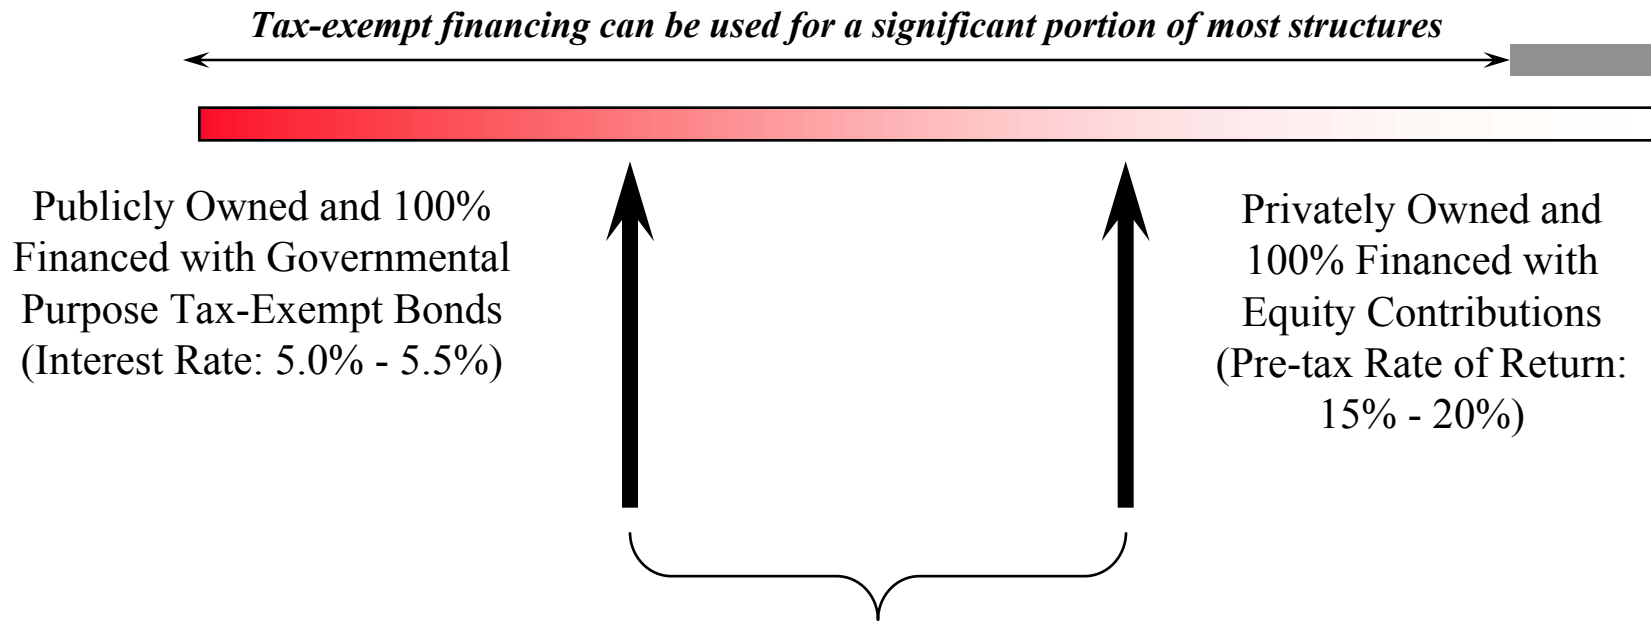 Tax-exempt financing can be used for a significant portion of most structures
Publicly Owned and 100%
Financed with Governmental
Purpose Tax-Exempt Bonds
(Interest Rate: 5.0% - 5.5%)
Privately Owned and
100% Financed with
Equity Contributions
(Pre-tax Rate of Return:
15% - 20%)